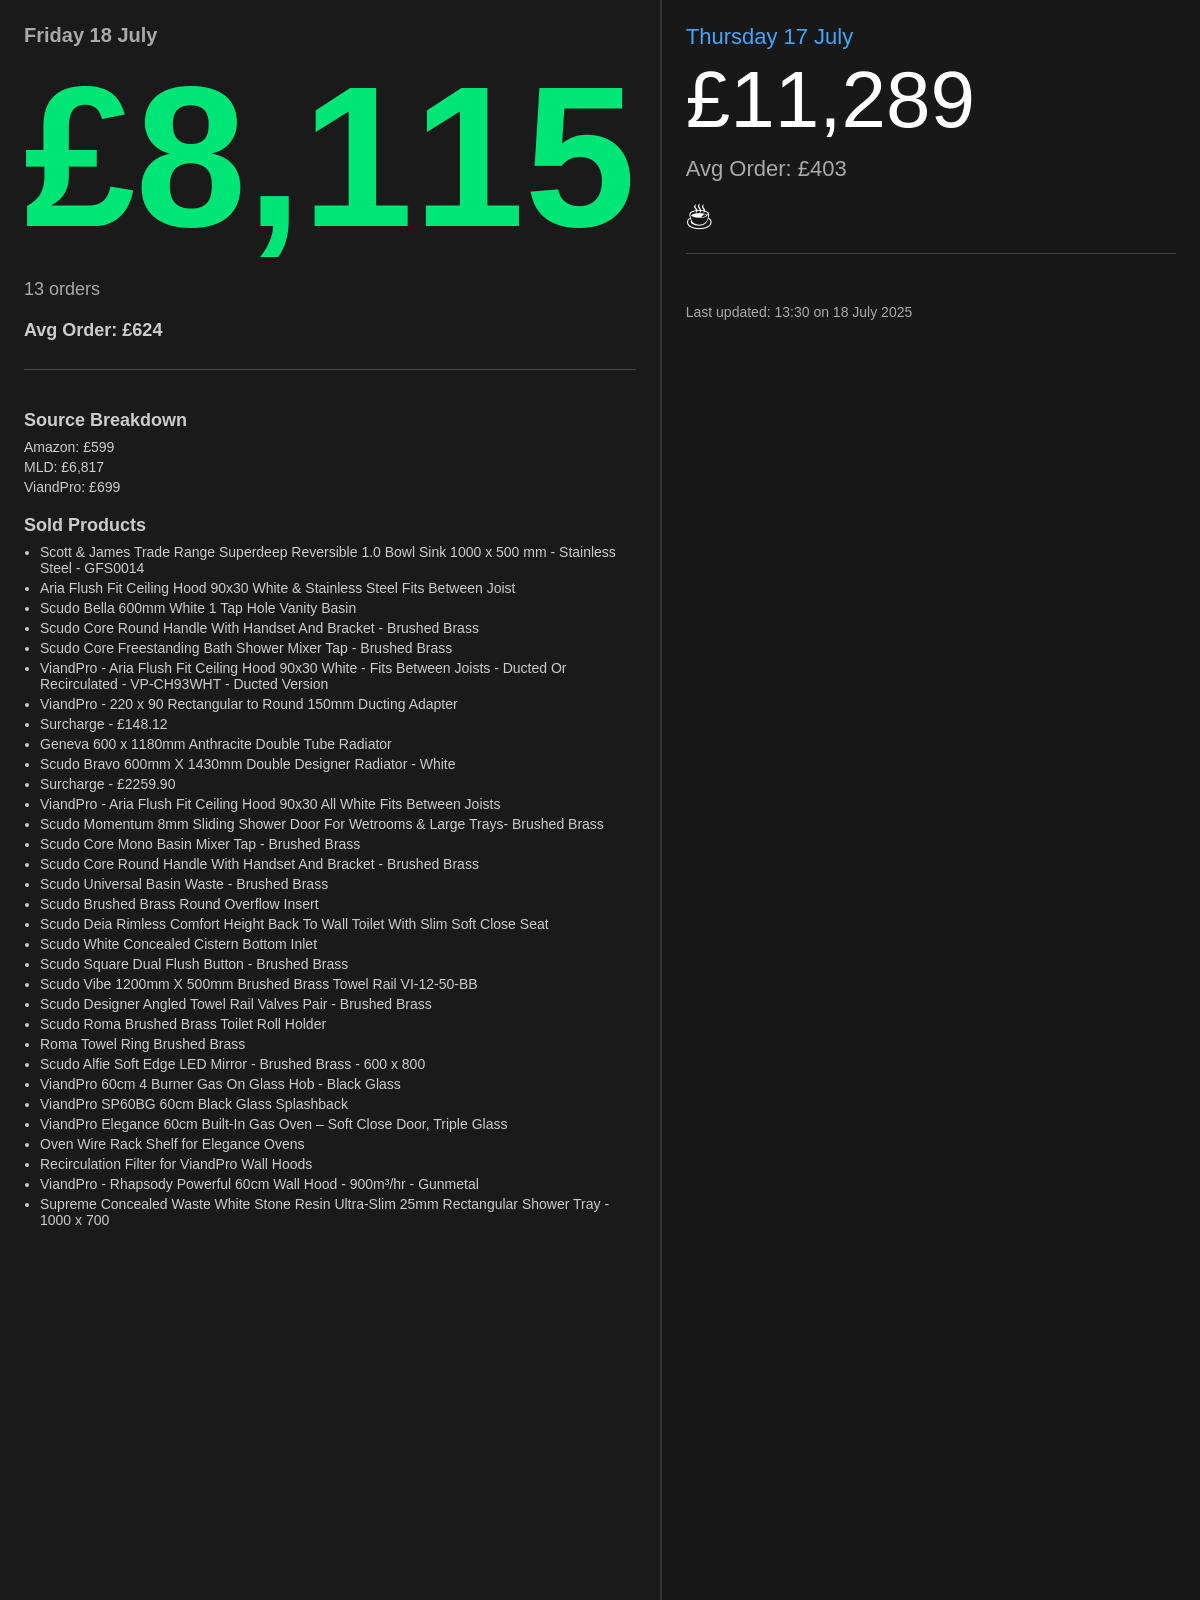 Friday 18 July
£8,115
13 orders
Avg Order: £624
Source Breakdown
Amazon: £599
MLD: £6,817
ViandPro: £699
Sold Products
• Scott & James Trade Range Superdeep Reversible 1.0 Bowl Sink 1000 x 500 mm - Stainless
Steel - GFS0014
• Aria Flush Fit Ceiling Hood 90x30 White & Stainless Steel Fits Between Joist
• Scudo Bella 600mm White 1 Tap Hole Vanity Basin
• Scudo Core Round Handle With Handset And Bracket - Brushed Brass
• Scudo Core Freestanding Bath Shower Mixer Tap - Brushed Brass
• ViandPro - Aria Flush Fit Ceiling Hood 90x30 White - Fits Between Joists - Ducted Or
Recirculated - VP-CH93WHT - Ducted Version
• ViandPro - 220 x 90 Rectangular to Round 150mm Ducting Adapter
• Surcharge - £148.12
• Geneva 600 x 1180mm Anthracite Double Tube Radiator
• Scudo Bravo 600mm X 1430mm Double Designer Radiator - White
• Surcharge - £2259.90
• ViandPro - Aria Flush Fit Ceiling Hood 90x30 All White Fits Between Joists
• Scudo Momentum 8mm Sliding Shower Door For Wetrooms & Large Trays- Brushed Brass
• Scudo Core Mono Basin Mixer Tap - Brushed Brass
• Scudo Core Round Handle With Handset And Bracket - Brushed Brass
• Scudo Universal Basin Waste - Brushed Brass
• Scudo Brushed Brass Round Overflow Insert
• Scudo Deia Rimless Comfort Height Back To Wall Toilet With Slim Soft Close Seat
• Scudo White Concealed Cistern Bottom Inlet
• Scudo Square Dual Flush Button - Brushed Brass
• Scudo Vibe 1200mm X 500mm Brushed Brass Towel Rail VI-12-50-BB
• Scudo Designer Angled Towel Rail Valves Pair - Brushed Brass
• Scudo Roma Brushed Brass Toilet Roll Holder
• Roma Towel Ring Brushed Brass
• Scudo Alfie Soft Edge LED Mirror - Brushed Brass - 600 x 800
• ViandPro 60cm 4 Burner Gas On Glass Hob - Black Glass
• ViandPro SP60BG 60cm Black Glass Splashback
• ViandPro Elegance 60cm Built-In Gas Oven – Soft Close Door, Triple Glass
• Oven Wire Rack Shelf for Elegance Ovens
• Recirculation Filter for ViandPro Wall Hoods
• ViandPro - Rhapsody Powerful 60cm Wall Hood - 900m³/hr - Gunmetal
• Supreme Concealed Waste White Stone Resin Ultra-Slim 25mm Rectangular Shower Tray -
1000 x 700
Thursday 17 July
£11,289
Avg Order: £403
☕
Last updated: 13:30 on 18 July 2025